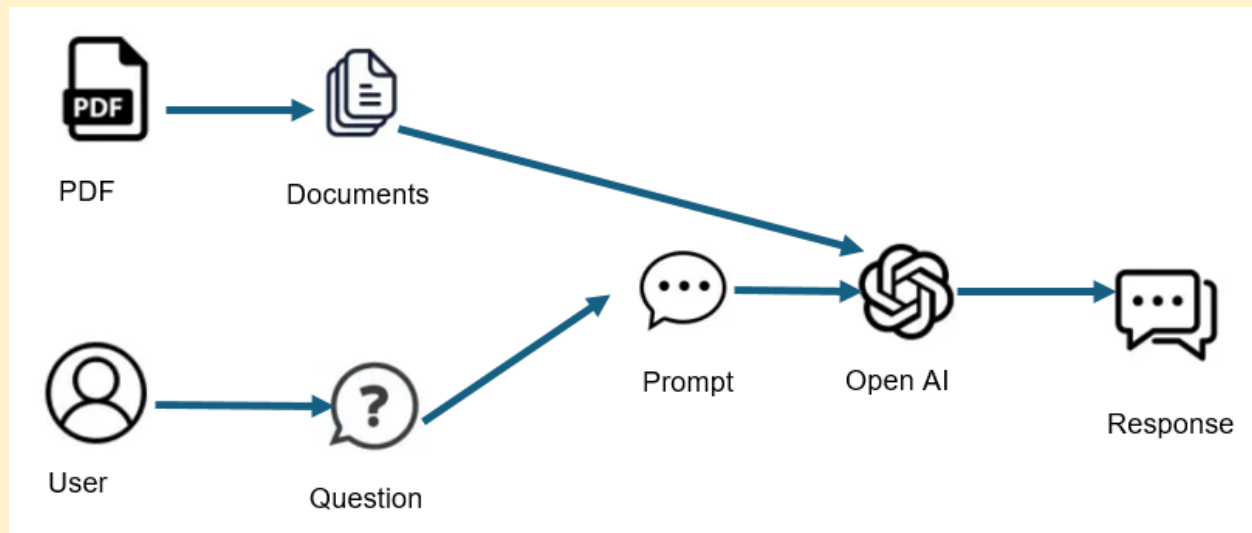 PDF
PDF
Documents
Prompt
Open AI
Response
?
User
Question